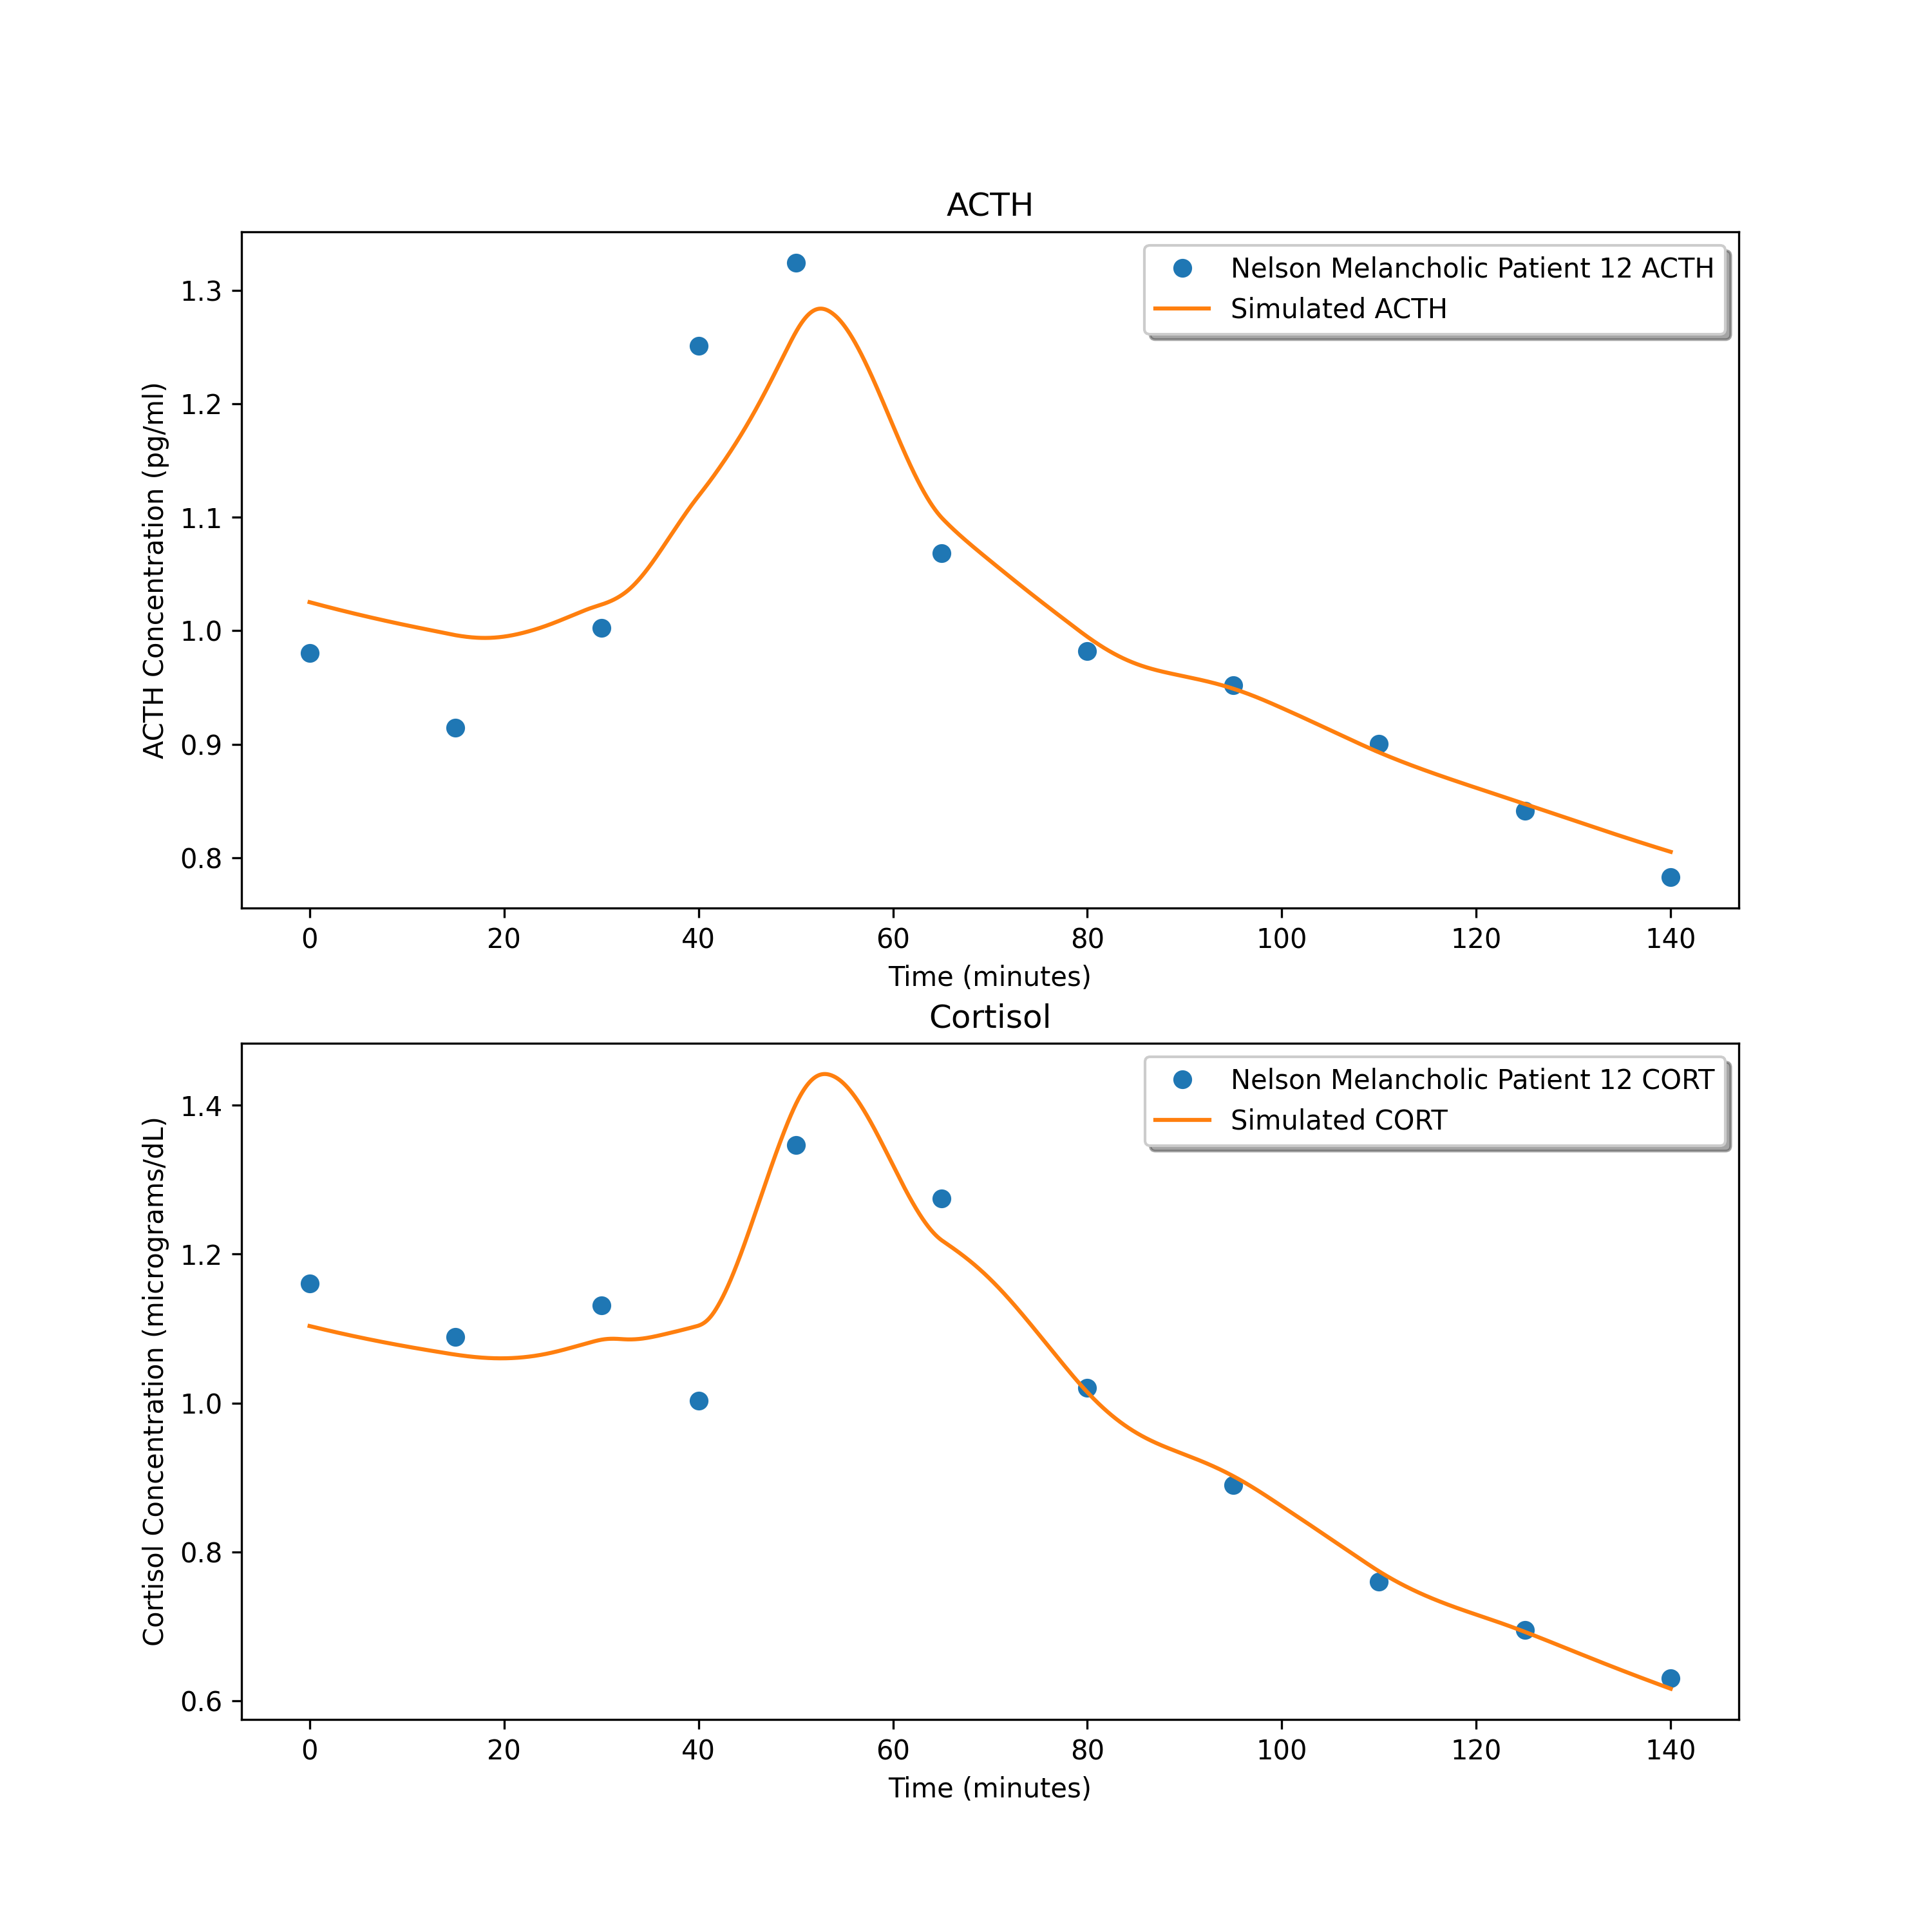 ACTH
Nelson Melancholic Patient 12 ACTH
Simulated ACTH
ACTH Concentration (pg/ml)
1.3
1.2
1.1
1.0
0.9
0.8
0 20 40 60 80 100 120 140
Time (minutes)
Cortisol
Nelson Melancholic Patient 12 CORT
Simulated CORT
Cortisol Concentration (micrograms/dL)
1.4
1.2
1.0
0.8
0.6
0 20 40 60 80 100 120 140
Time (minutes)